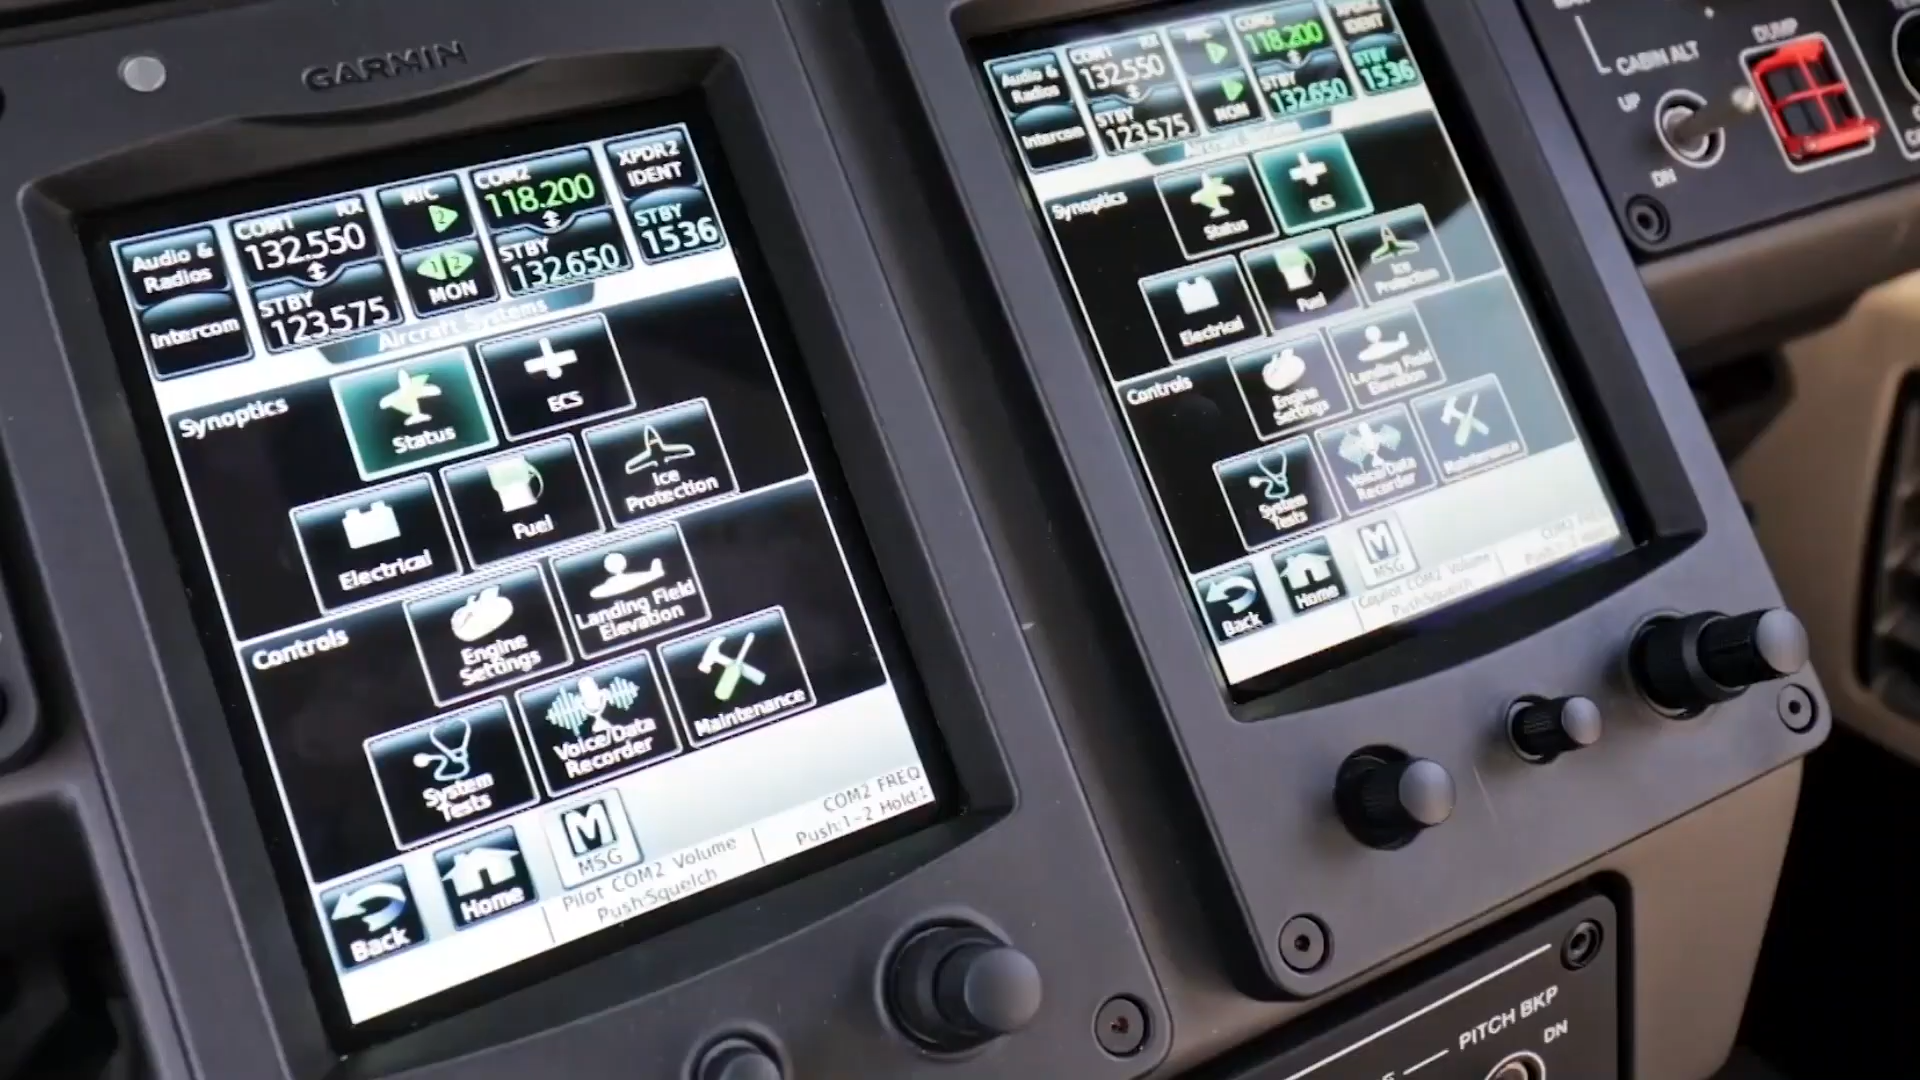 GARMIN
Audio &
Radios
Intercom
COM1 RX
132.550
STBY
123.575
MIC
2
1 2
MON
COM2
118.200
STBY
132.650
XPDR2
IDENT
STBY
1536
Aircraft Systems
Synoptics
Status
ECS
Electrical
Fuel
Ice
Protection
Controls
Engine
Settings
Landing Field
Elevation
System
Tests
Voice/Data
Recorder
Maintenance
Back
Home
M
MSG
Pilot COM2 Volume
Push:Squelch
COM2 FREQ
Push:1–2 Hold:↕
Audio &
Radios
Intercom
COM1 RX
132.550
STBY
123.575
MIC
MON
COM2
118.200
STBY
132.650
XPDR2
IDENT
STBY
1536
Aircraft Systems
Synoptics
Status
ECS
Electrical
Fuel
Ice
Protection
Controls
Engine
Settings
Landing Field
Elevation
System
Tests
Voice/Data
Recorder
Maintenance
Back
Home
M
MSG
Copilot COM2 Volume
Push:Squelch
CABIN ALT
UP
DN
DUMP
PITCH BKP
DN